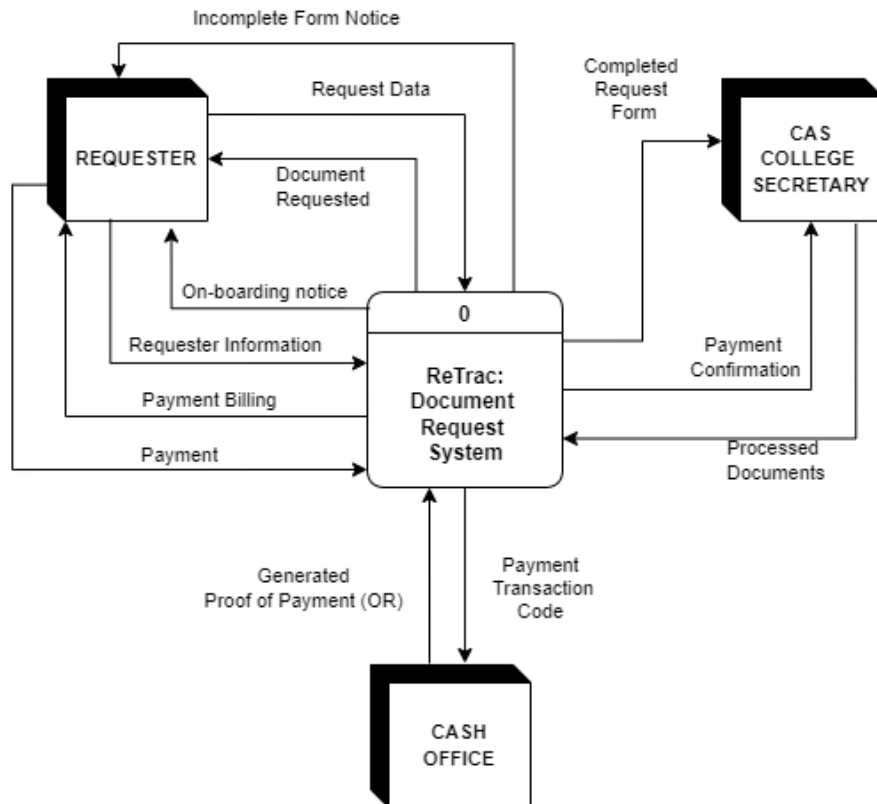 Incomplete Form Notice
Request Data
Completed
Request
Form
REQUESTER
CAS
COLLEGE
SECRETARY
Document
Requested
On-boarding notice
0
Requester Information
Payment
Confirmation
ReTrac:
Document
Request
System
Payment Billing
Payment
Processed
Documents
Generated
Proof of Payment (OR)
Payment
Transaction
Code
CASH
OFFICE